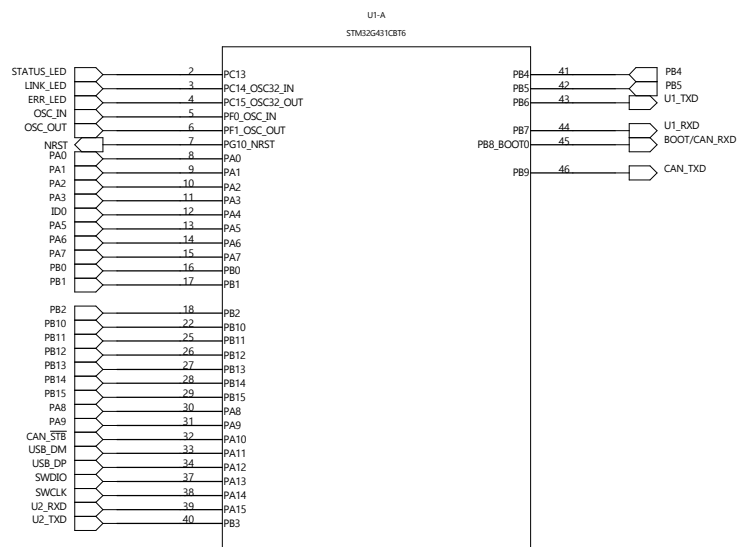 U1-A
STM32G431CBT6
STATUS_LED 2 PC13 PB4 41 PB4
LINK_LED 3 PC14_OSC32_IN PB5 42 PB5
ERR_LED 4 PC15_OSC32_OUT PB6 43 U1_TXD
OSC_IN 5 PF0_OSC_IN
OSC_OUT 6 PF1_OSC_OUT PB7 44 U1_RXD
NRST 7 PG10_NRST PB8_BOOT0 45 BOOT/CAN_RXD
PA0 8 PA0
PA1 9 PA1 PB9 46 CAN_TXD
PA2 10 PA2
PA3 11 PA3
ID0 12 PA4
PA5 13 PA5
PA6 14 PA6
PA7 15 PA7
PB0 16 PB0
PB1 17 PB1
PB2 18 PB2
PB10 22 PB10
PB11 25 PB11
PB12 26 PB12
PB13 27 PB13
PB14 28 PB14
PB15 29 PB15
PA8 30 PA8
PA9 31 PA9
CAN_STB 32 PA10
USB_DM 33 PA11
USB_DP 34 PA12
SWDIO 37 PA13
SWCLK 38 PA14
U2_RXD 39 PA15
U2_TXD 40 PB3